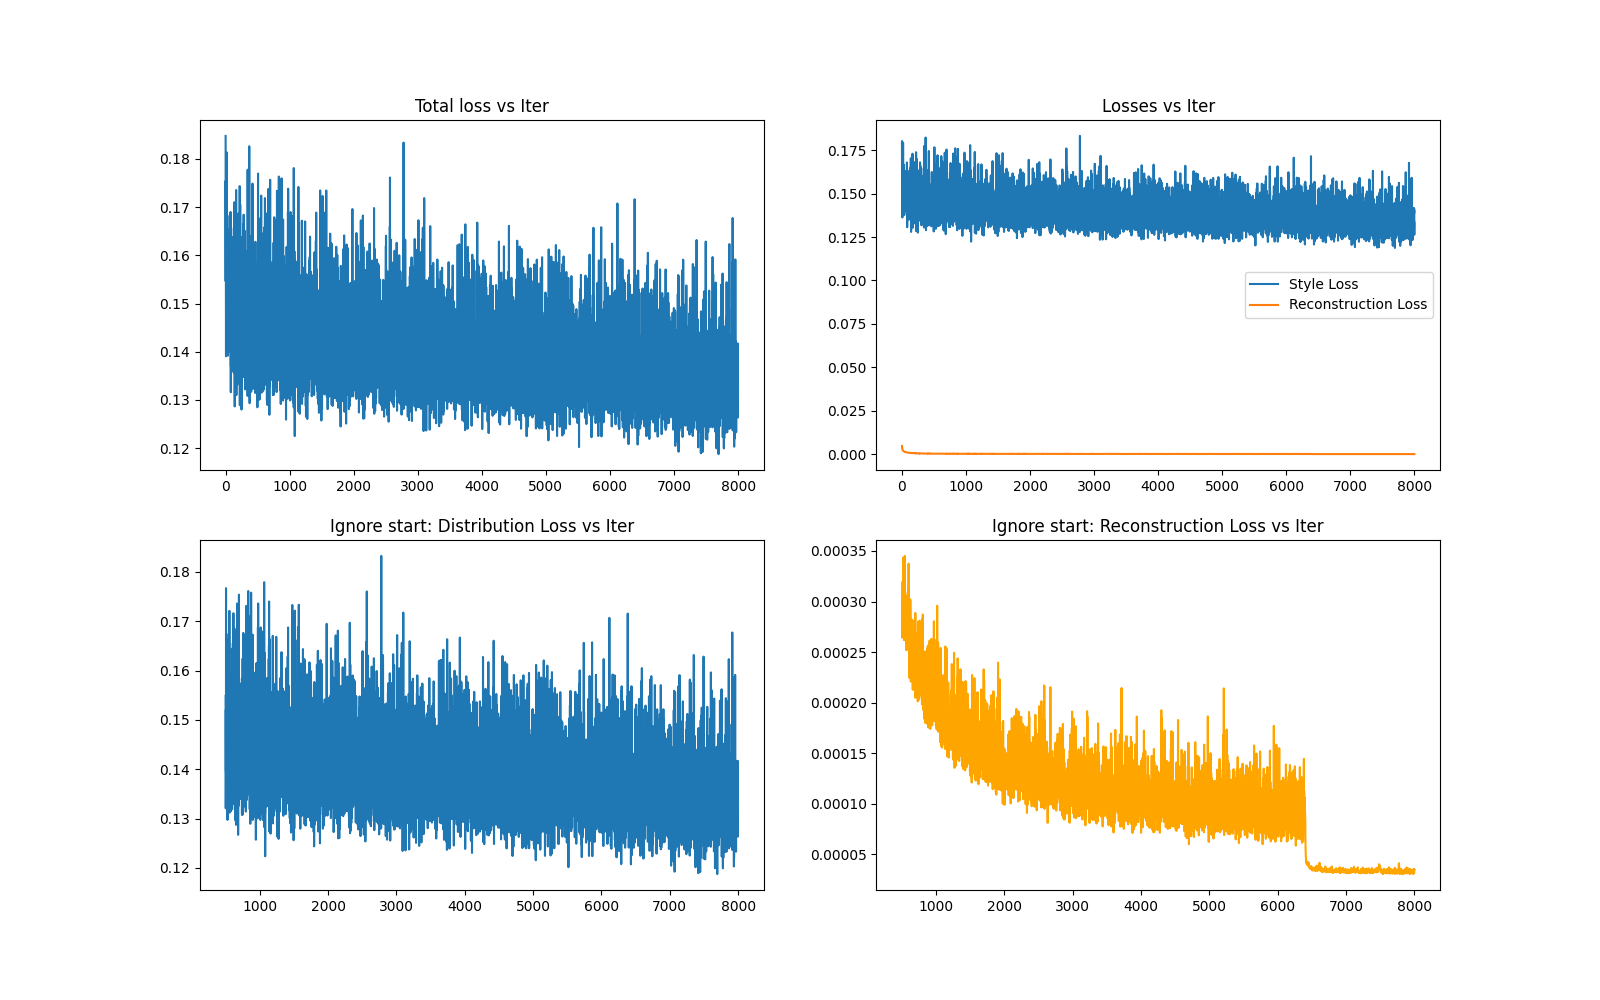 Total loss vs Iter
0.18
0.17
0.16
0.15
0.14
0.13
0.12
0 1000 2000 3000 4000 5000 6000 7000 8000
Losses vs Iter
0.175
0.150
0.125
0.100
0.075
0.050
0.025
0.000
Style Loss
Reconstruction Loss
0 1000 2000 3000 4000 5000 6000 7000 8000
Ignore start: Distribution Loss vs Iter
0.18
0.17
0.16
0.15
0.14
0.13
0.12
1000 2000 3000 4000 5000 6000 7000 8000
Ignore start: Reconstruction Loss vs Iter
0.00035
0.00030
0.00025
0.00020
0.00015
0.00010
0.00005
1000 2000 3000 4000 5000 6000 7000 8000